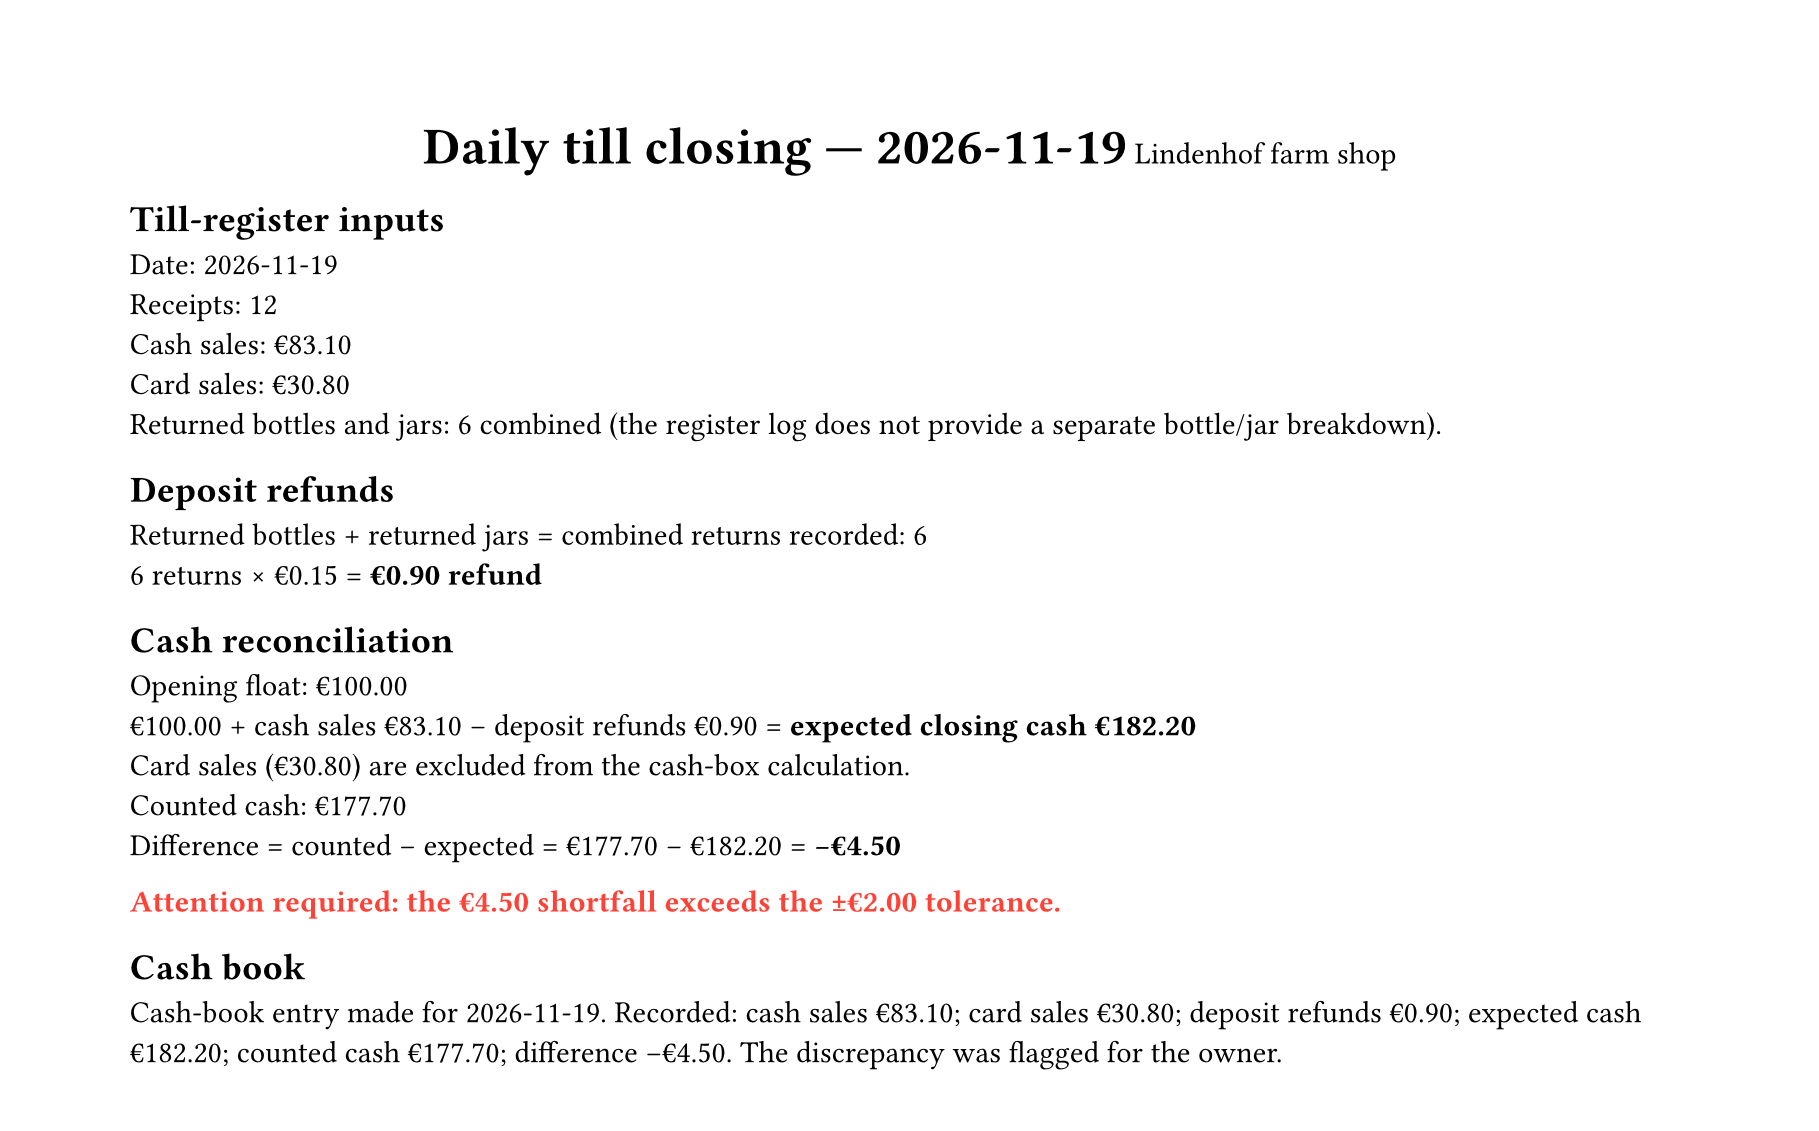 Daily till closing — 2026-11-19 Lindenhof farm shop
Till-register inputs
Date: 2026-11-19
Receipts: 12
Cash sales: €83.10
Card sales: €30.80
Returned bottles and jars: 6 combined (the register log does not provide a separate bottle/jar breakdown).
Deposit refunds
Returned bottles + returned jars = combined returns recorded: 6
6 returns × €0.15 = €0.90 refund
Cash reconciliation
Opening float: €100.00
€100.00 + cash sales €83.10 − deposit refunds €0.90 = expected closing cash €182.20
Card sales (€30.80) are excluded from the cash-box calculation.
Counted cash: €177.70
Difference = counted − expected = €177.70 − €182.20 = −€4.50
Attention required: the €4.50 shortfall exceeds the ±€2.00 tolerance.
Cash book
Cash-book entry made for 2026-11-19. Recorded: cash sales €83.10; card sales €30.80; deposit refunds €0.90; expected cash
€182.20; counted cash €177.70; difference −€4.50. The discrepancy was flagged for the owner.